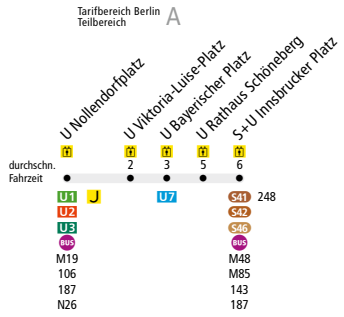 Tarifbereich Berlin
Teilbereich
A
U Nollendorfplatz
U Viktoria-Luise-Platz
U Bayerischer Platz
U Rathaus Schöneberg
S+U Innsbrucker Platz
durchschn. 2 3 5 6
Fahrzeit
U1 J U7 S41 248
U2 S42
U3 S46
BUS BUS
M19 M48
106 M85
187 143
N26 187